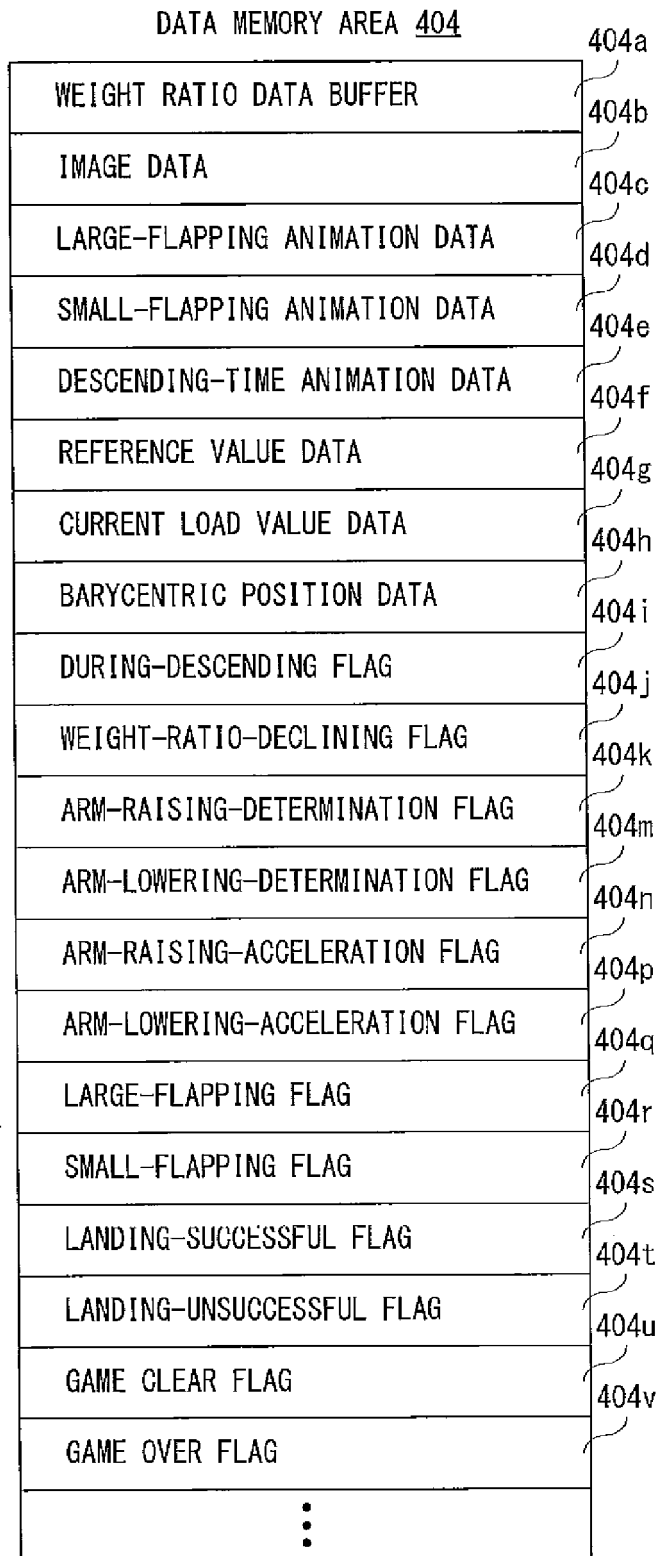 DATA MEMORY AREA 404
404a
WEIGHT RATIO DATA BUFFER
404b
IMAGE DATA
404c
LARGE-FLAPPING ANIMATION DATA
404d
SMALL-FLAPPING ANIMATION DATA
404e
DESCENDING-TIME ANIMATION DATA
404f
REFERENCE VALUE DATA
404g
CURRENT LOAD VALUE DATA
404h
BARYCENTRIC POSITION DATA
404i
DURING-DESCENDING FLAG
404j
WEIGHT-RATIO-DECLINING FLAG
404k
ARM-RAISING-DETERMINATION FLAG
404m
ARM-LOWERING-DETERMINATION FLAG
404n
ARM-RAISING-ACCELERATION FLAG
404p
ARM-LOWERING-ACCELERATION FLAG
404q
LARGE-FLAPPING FLAG
404r
SMALL-FLAPPING FLAG
404s
LANDING-SUCCESSFUL FLAG
404t
LANDING-UNSUCCESSFUL FLAG
404u
GAME CLEAR FLAG
404v
GAME OVER FLAG